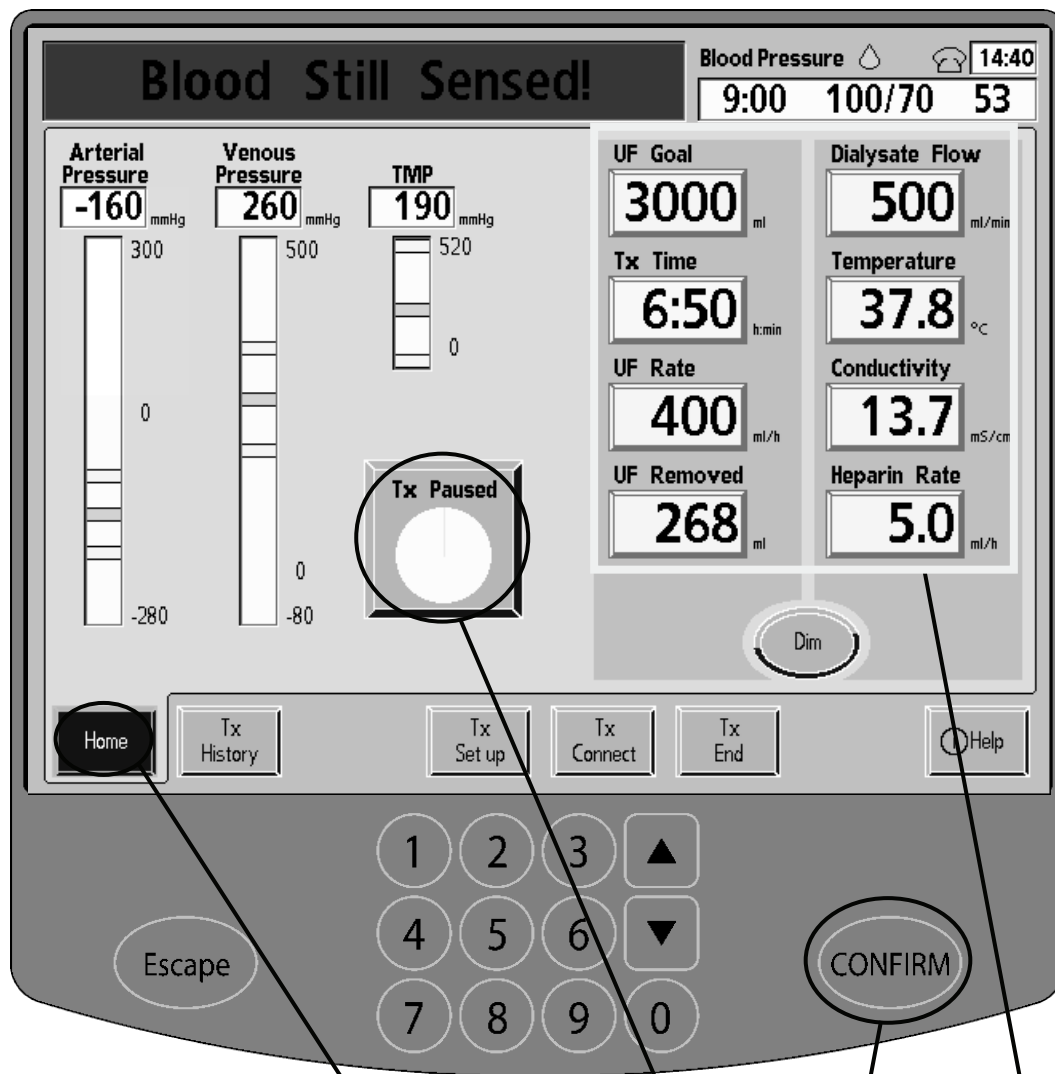 Blood Still Sensed!
Blood Pressure 14:40
9:00 100/70 53
Arterial Pressure
-160 mmHg
300
0
-280
Venous Pressure
260 mmHg
500
0
-80
TMP
190 mmHg
520
0
Tx Paused
UF Goal
3000 ml
Tx Time
6:50 h:min
UF Rate
400 ml/h
UF Removed
268 ml
Dialysate Flow
500 ml/min
Temperature
37.8 °C
Conductivity
13.7 mS/cm
Heparin Rate
5.0 ml/h
Dim
Home
Tx History
Tx Set up
Tx Connect
Tx End
i Help
1 2 3 ▲
4 5 6 ▼
7 8 9 0
Escape
CONFIRM